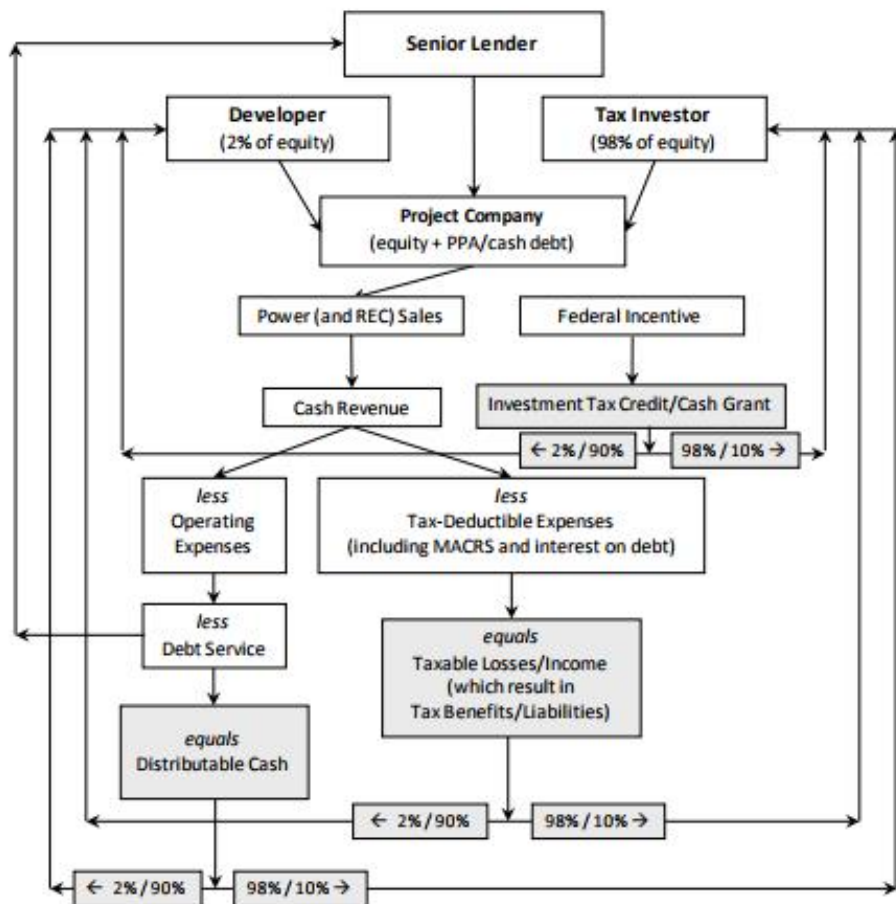 Senior Lender
Developer
(2% of equity)
Tax Investor
(98% of equity)
Project Company
(equity + PPA/cash debt)
Power (and REC) Sales
Federal Incentive
Cash Revenue
Investment Tax Credit/Cash Grant
← 2%/90%
98%/10% →
less
Operating
Expenses
less
Tax-Deductible Expenses
(including MACRS and interest on debt)
less
Debt Service
equals
Taxable Losses/Income
(which result in
Tax Benefits/Liabilities)
equals
Distributable Cash
← 2%/90%
98%/10% →
← 2%/90%
98%/10% →